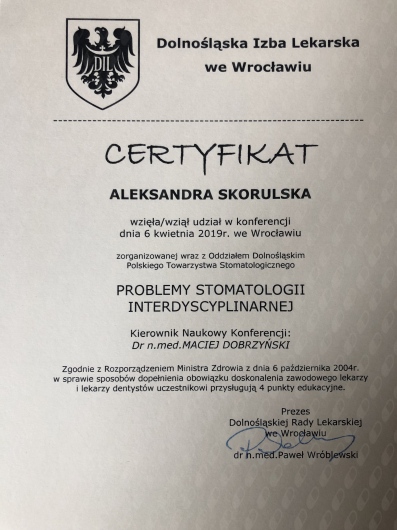 DIL
Dolnośląska Izba Lekarska
we Wrocławiu
CERTYFIKAT
ALEKSANDRA SKORULSKA
wzięła/wziął udział w konferencji
dnia 6 kwietnia 2019r. we Wrocławiu
zorganizowanej wraz z Oddziałem Dolnośląskim
Polskiego Towarzystwa Stomatologicznego
PROBLEMY STOMATOLOGII
INTERDYSCYPLINARNEJ
Kierownik Naukowy Konferencji:
Dr n.med.MACIEJ DOBRZYŃSKI
Zgodnie z Rozporządzeniem Ministra Zdrowia z dnia 6 października 2004r.
w sprawie sposobów dopełnienia obowiązku doskonalenia zawodowego lekarzy
i lekarzy dentystów uczestnikowi przysługują 4 punkty edukacyjne.
Prezes
Dolnośląskiej Rady Lekarskiej
we Wrocławiu
dr n.med.Paweł Wróblewski